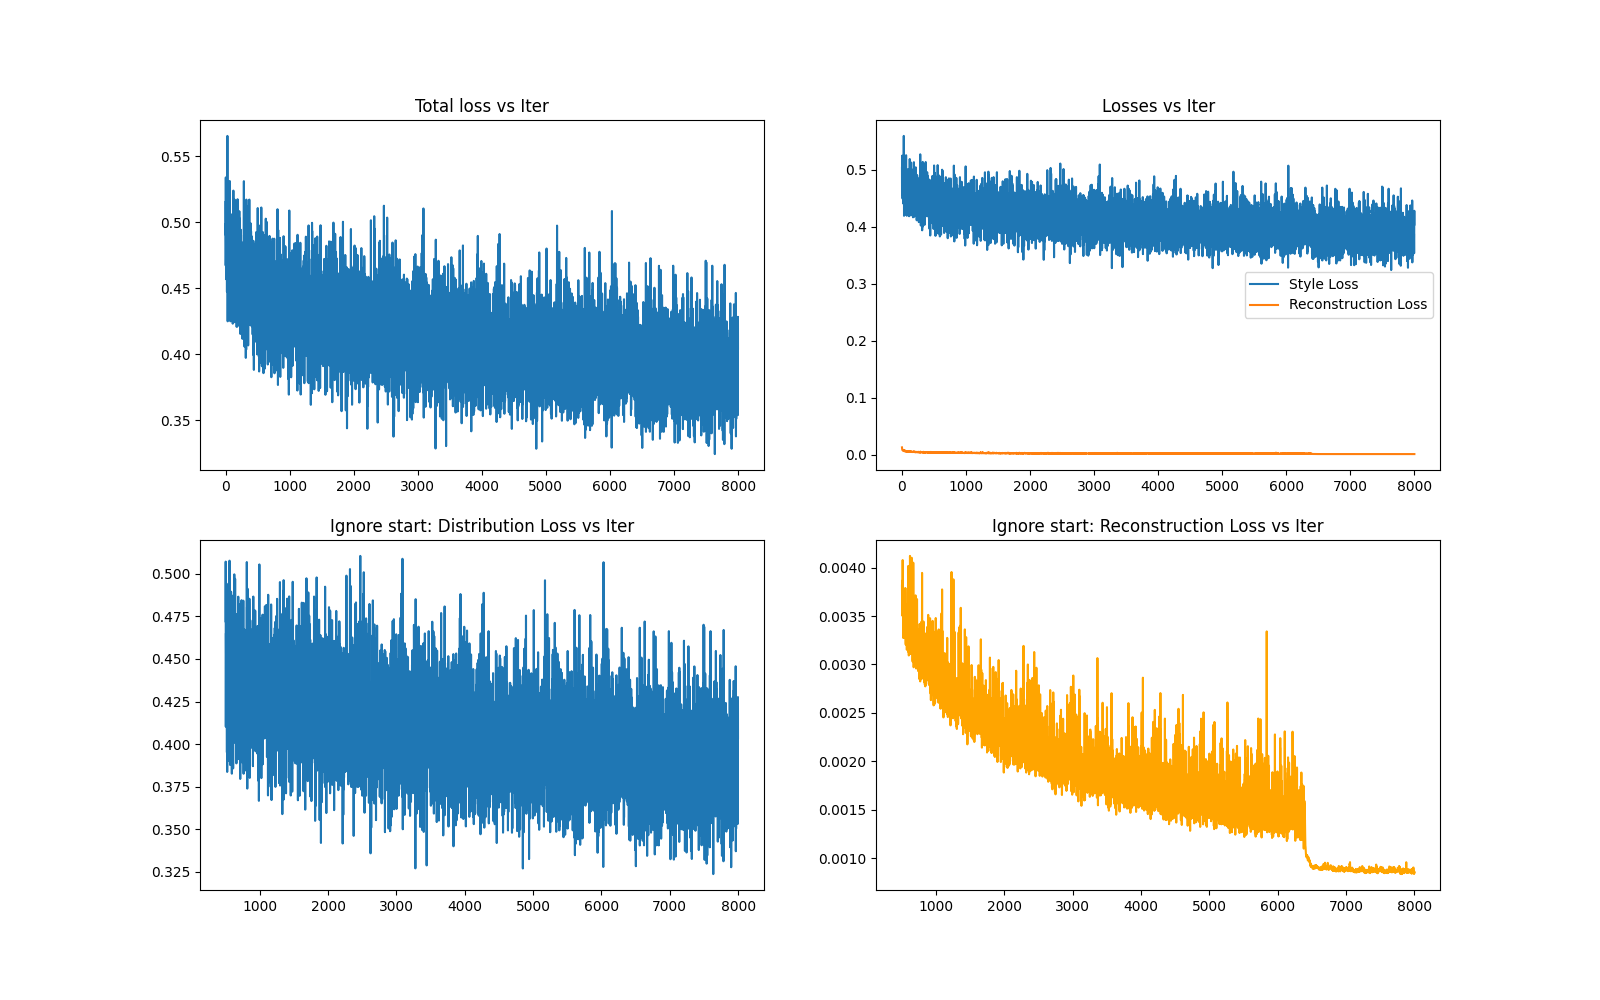 Total loss vs Iter
0.55
0.50
0.45
0.40
0.35
0 1000 2000 3000 4000 5000 6000 7000 8000
Losses vs Iter
0.5
0.4
0.3
0.2
0.1
0.0
Style Loss
Reconstruction Loss
0 1000 2000 3000 4000 5000 6000 7000 8000
Ignore start: Distribution Loss vs Iter
0.500
0.475
0.450
0.425
0.400
0.375
0.350
0.325
1000 2000 3000 4000 5000 6000 7000 8000
Ignore start: Reconstruction Loss vs Iter
0.0040
0.0035
0.0030
0.0025
0.0020
0.0015
0.0010
1000 2000 3000 4000 5000 6000 7000 8000